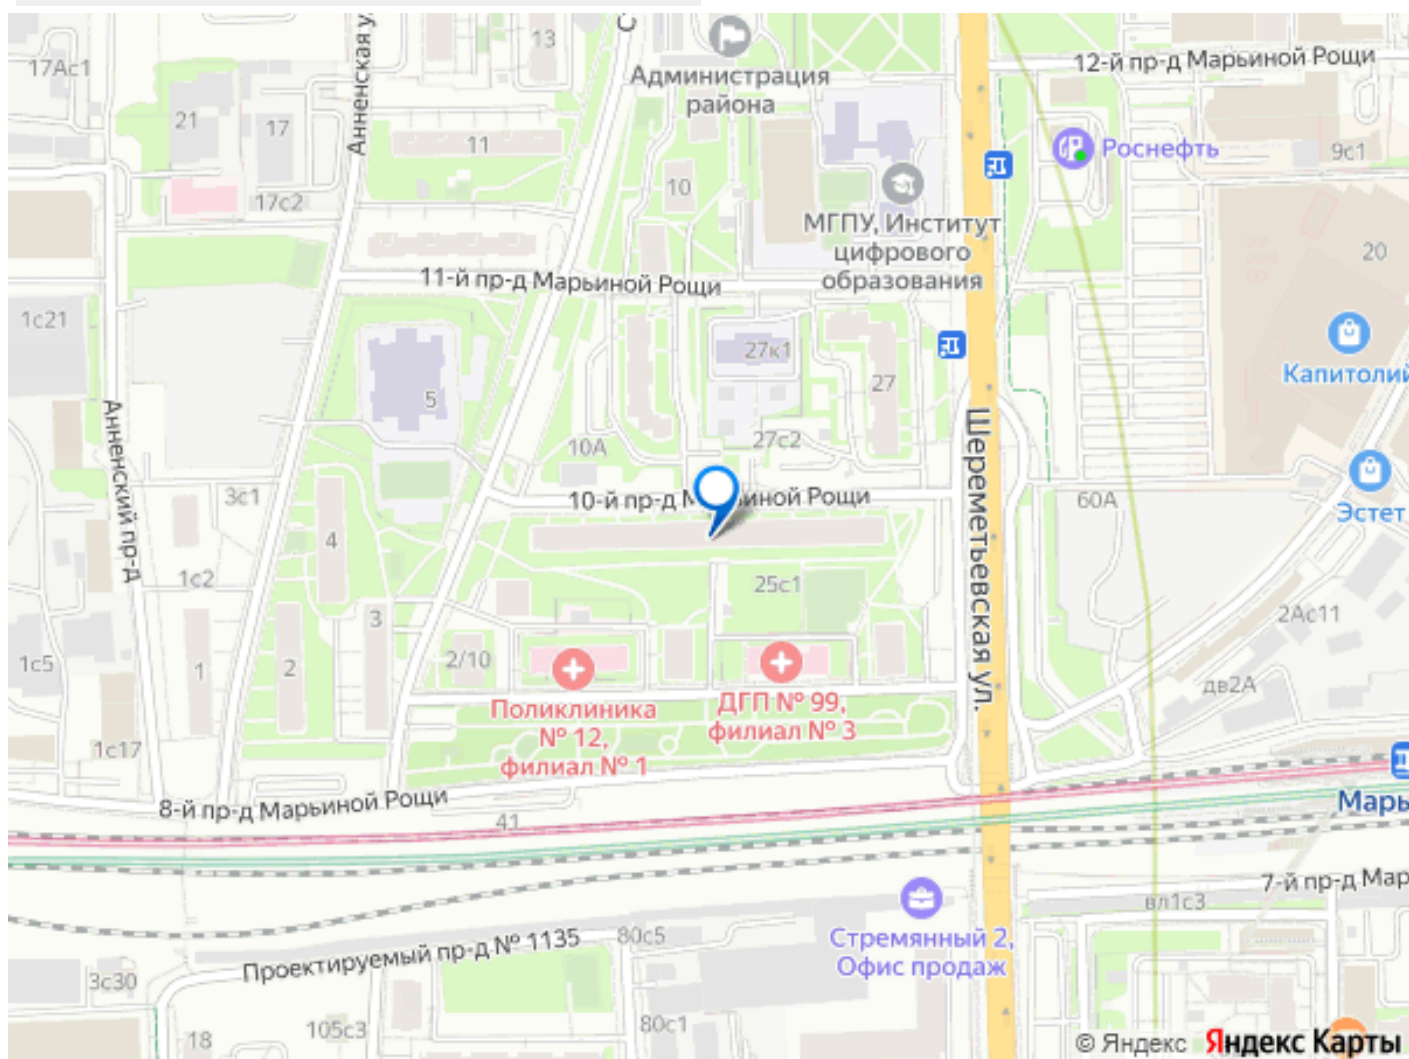 13
17Ас1
Анненская у
С
Администрация
района
12-й пр-д Марьиной Рощи
21
17
11
Роснефть
9с1
10
17с2
МГПУ, Институт
цифрового
образования
20
11-й пр-д Марьиной Рощи
1с21
27к1
Капитолий
27
5
Анненский пр-д
10А
27с2
Шереметьевская ул.
3с1
10-й пр-д Марьиной Рощи
60А
Эстет
4
1с2
25с1
2Ас11
3
1с5
1
2
2/10
дв2А
Поликлиника
№ 12,
филиал № 1
ДГП № 99,
филиал № 3
1с17
8-й пр-д Марьиной Рощи
41
Марь
7-й пр-д Мар
вл1с3
Стремянный 2,
Офис продаж
80с5
Проектируемый пр-д № 1135
3с30
18
105с3
80с1
© Яндекс Яндекс Карты